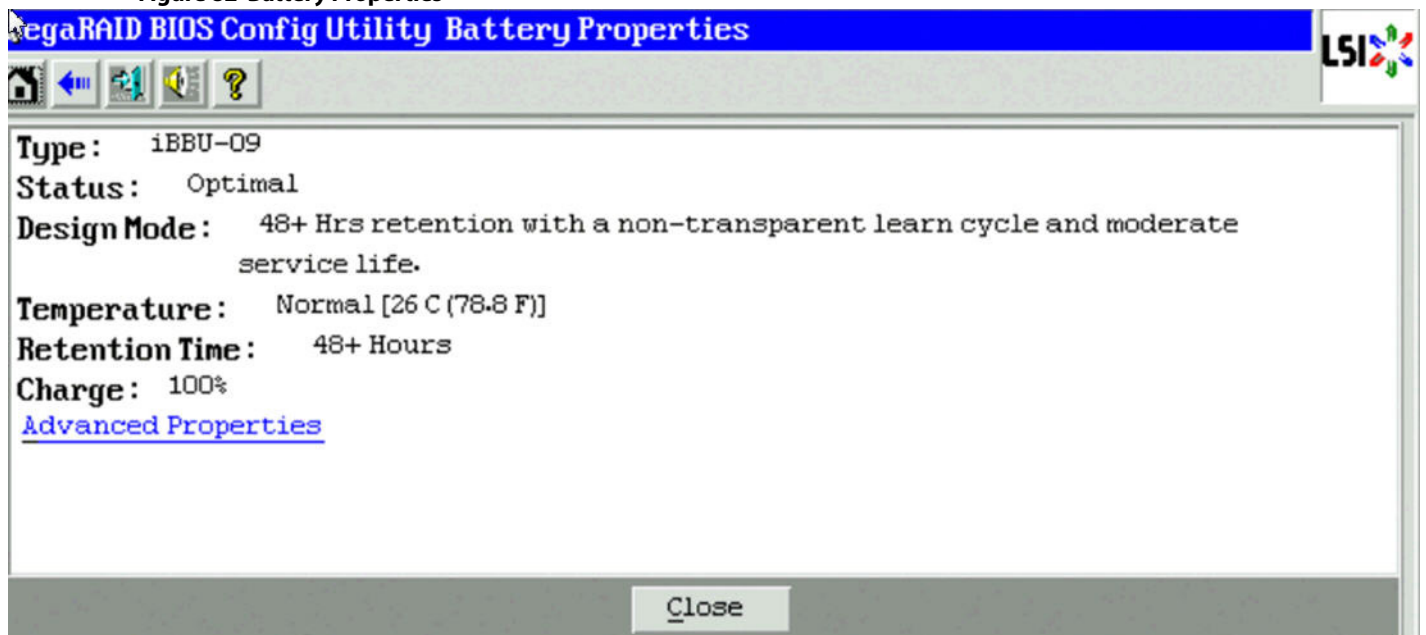 Battery Properties
egaRAID BIOS Config Utility Battery Properties
LSI
Type: iBBU-09
Status: Optimal
Design Mode: 48+ Hrs retention with a non-transparent learn cycle and moderate
service life.
Temperature: Normal [26 C (78.8 F)]
Retention Time: 48+ Hours
Charge: 100%
Advanced Properties
Close